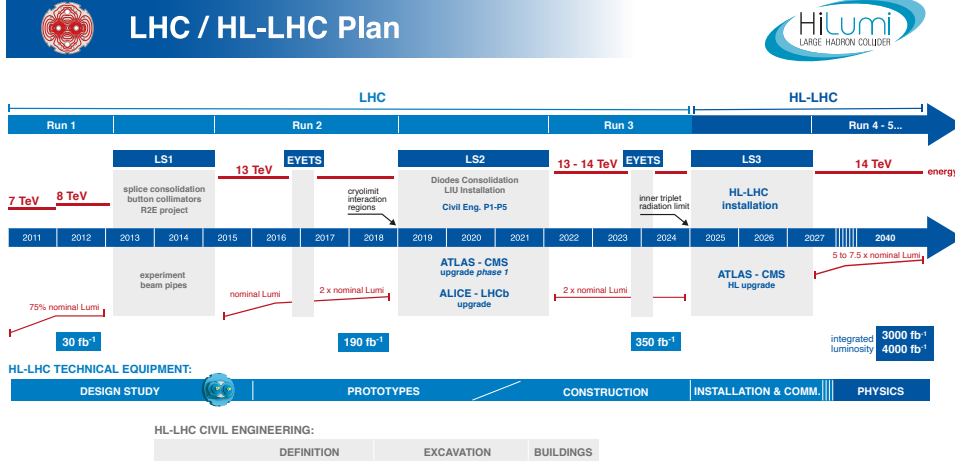 LHC / HL-LHC Plan
HiLumi
LARGE HADRON COLLIDER
LHC
HL-LHC
Run 1
Run 2
Run 3
Run 4 - 5...
LS1
EYETS
LS2
EYETS
LS3
7 TeV
8 TeV
13 TeV
13 - 14 TeV
14 TeV
energy
splice consolidation
button collimators
R2E project
cryolimit
interaction
regions
Diodes Consolidation
LIU Installation
Civil Eng. P1-P5
inner triplet
radiation limit
HL-LHC
installation
2011 2012 2013 2014 2015 2016 2017 2018 2019 2020 2021 2022 2023 2024 2025 2026 2027 2040
experiment
beam pipes
ATLAS - CMS
upgrade phase 1
ALICE - LHCb
upgrade
ATLAS - CMS
HL upgrade
5 to 7.5 x nominal Lumi
75% nominal Lumi
nominal Lumi
2 x nominal Lumi
2 x nominal Lumi
30 fb-1
190 fb-1
350 fb-1
integrated
luminosity
3000 fb-1
4000 fb-1
HL-LHC TECHNICAL EQUIPMENT:
DESIGN STUDY
PROTOTYPES
CONSTRUCTION
INSTALLATION & COMM.
PHYSICS
HL-LHC CIVIL ENGINEERING:
DEFINITION
EXCAVATION
BUILDINGS